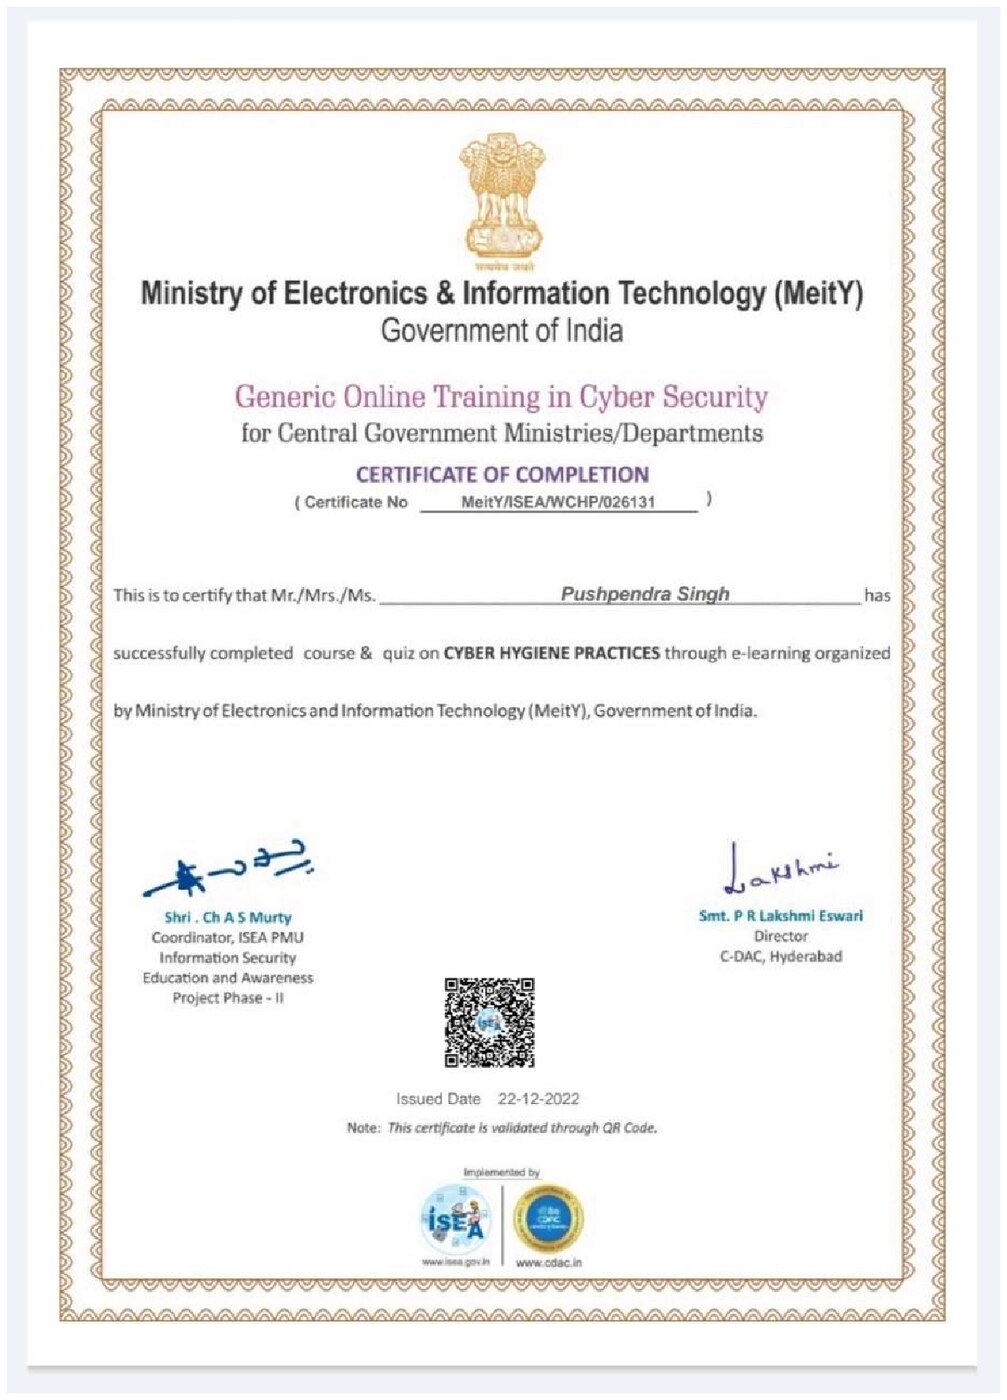 सत्यमेव जयते
Ministry of Electronics & Information Technology (MeitY)
Government of India
Generic Online Training in Cyber Security
for Central Government Ministries/Departments
CERTIFICATE OF COMPLETION
( Certificate No MeitY/ISEA/WCHP/026131 )
This is to certify that Mr./Mrs./Ms. Pushpendra Singh has
successfully completed course & quiz on CYBER HYGIENE PRACTICES through e-learning organized
by Ministry of Electronics and Information Technology (MeitY), Government of India.
Lakshmi
Shri . Ch A S Murty
Coordinator, ISEA PMU
Information Security
Education and Awareness
Project Phase - II
Smt. P R Lakshmi Eswari
Director
C-DAC, Hyderabad
ISEA
Issued Date 22-12-2022
Note: This certificate is validated through QR Code.
Implemented by
ISEA
CDAC
www.isea.gov.in
www.cdac.in